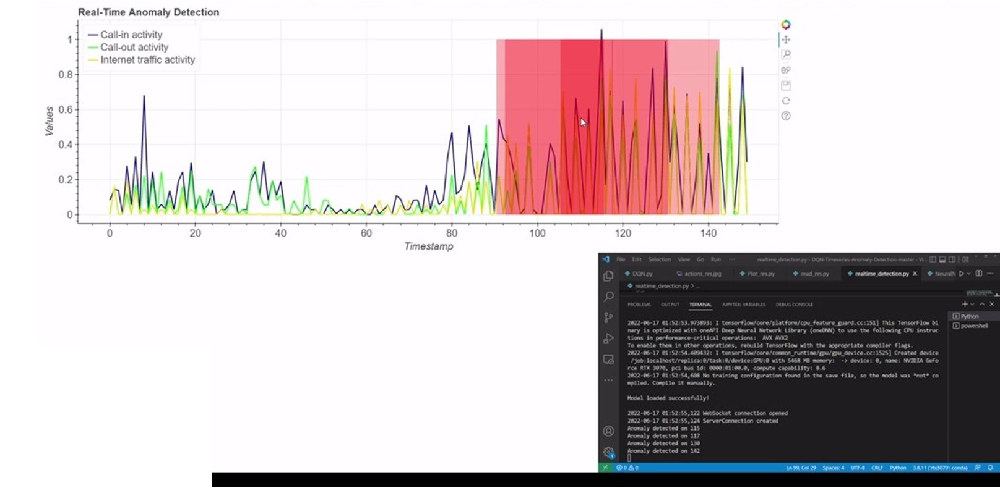 Real-Time Anomaly Detection
Call-in activity
Call-out activity
Internet traffic activity
1
0.8
0.6
0.4
0.2
0
Values
0 20 40 60 80 100 120 140
Timestamp
File Edit Selection View Go Run ··· realtime_detection.py - DQN-Timeseries-Anomaly-Detection-master - Vi...
DQN.py actions_res.jpg Plot_res.py read_res.py realtime_detection.py NeuralN
realtime_detection.py > ...
PROBLEMS OUTPUT TERMINAL JUPYTER: VARIABLES DEBUG CONSOLE
Python
powershell
2022-06-17 01:52:53.973893: I tensorflow/core/platform/cpu_feature_guard.cc:151] This TensorFlow bi
nary is optimized with oneAPI Deep Neural Network Library (oneDNN) to use the following CPU instruc
tions in performance-critical operations:  AVX AVX2
To enable them in other operations, rebuild TensorFlow with the appropriate compiler flags.
2022-06-17 01:52:54.409432: I tensorflow/core/common_runtime/gpu/gpu_device.cc:1525] Created device
/job:localhost/replica:0/task:0/device:GPU:0 with 5468 MB memory:  -> device: 0, name: NVIDIA GeFo
rce RTX 3070, pci bus id: 0000:01:00.0, compute capability: 8.6
2022-06-17 01:52:54,608 No training configuration found in the save file, so the model was *not* co
mpiled. Compile it manually.
Model loaded successfully!
2022-06-17 01:52:55,122 WebSocket connection opened
2022-06-17 01:52:55,124 ServerConnection created
Anomaly detected on 115
Anomaly detected on 117
Anomaly detected on 130
Anomaly detected on 142
0 0 Ln 99, Col 29 Spaces: 4 UTF-8 CRLF Python 3.8.11 ('rtx3070': conda)